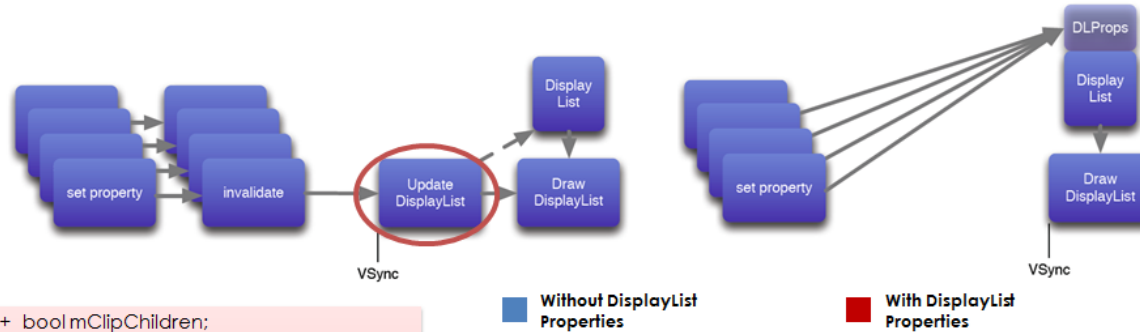 DLProps
Display
List
Display
List
set property
invalidate
Update
DisplayList
Draw
DisplayList
set property
Draw
DisplayList
VSync
VSync
+ bool mClipChildren;
Without DisplayList
Properties
With DisplayList
Properties